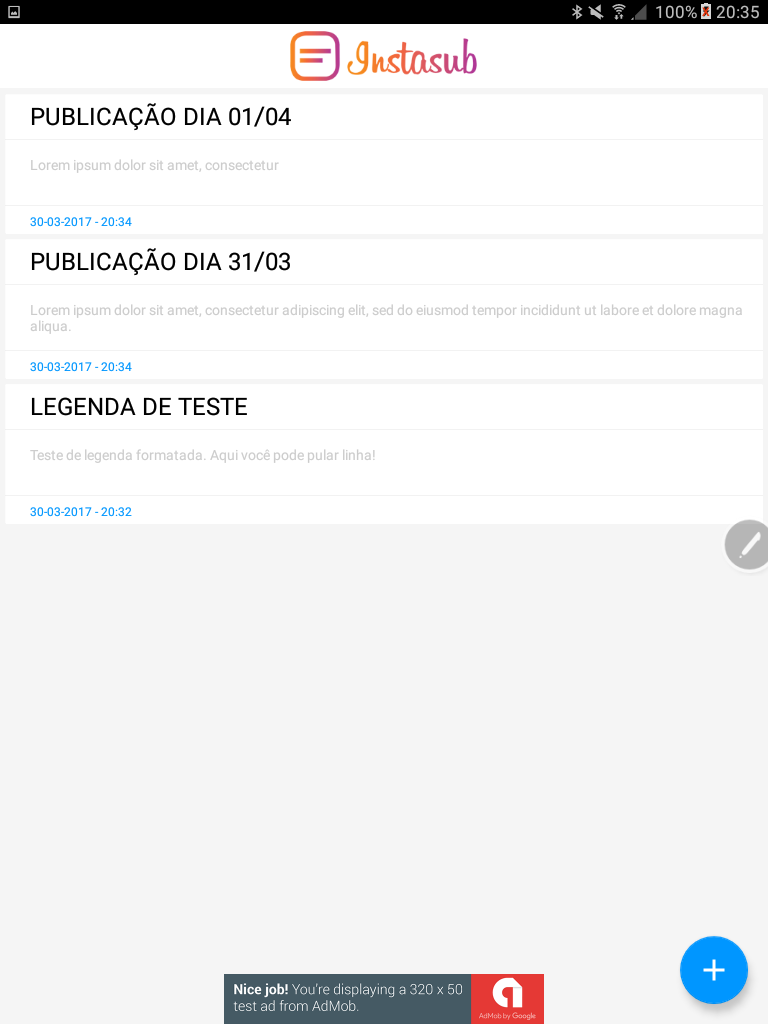 100% 20:35
Instasub
PUBLICAÇÃO DIA 01/04
Lorem ipsum dolor sit amet, consectetur
30-03-2017 - 20:34
PUBLICAÇÃO DIA 31/03
Lorem ipsum dolor sit amet, consectetur adipiscing elit, sed do eiusmod tempor incididunt ut labore et dolore magna
aliqua.
30-03-2017 - 20:34
LEGENDA DE TESTE
Teste de legenda formatada. Aqui você pode pular linha!
30-03-2017 - 20:32
Nice job! You're displaying a 320 x 50
test ad from AdMob.
AdMob by Google